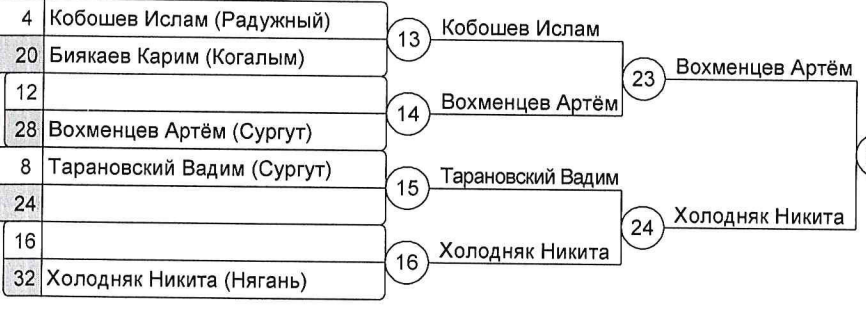 4 Кобошев Ислам (Радужный)
20 Биякаев Карим (Когалым)
12
28 Вохменцев Артём (Сургут)
8 Тарановский Вадим (Сургут)
24
16
32 Холодняк Никита (Нягань)
13 Кобошев Ислам
14 Вохменцев Артём
15 Тарановский Вадим
16 Холодняк Никита
23 Вохменцев Артём
24 Холодняк Никита